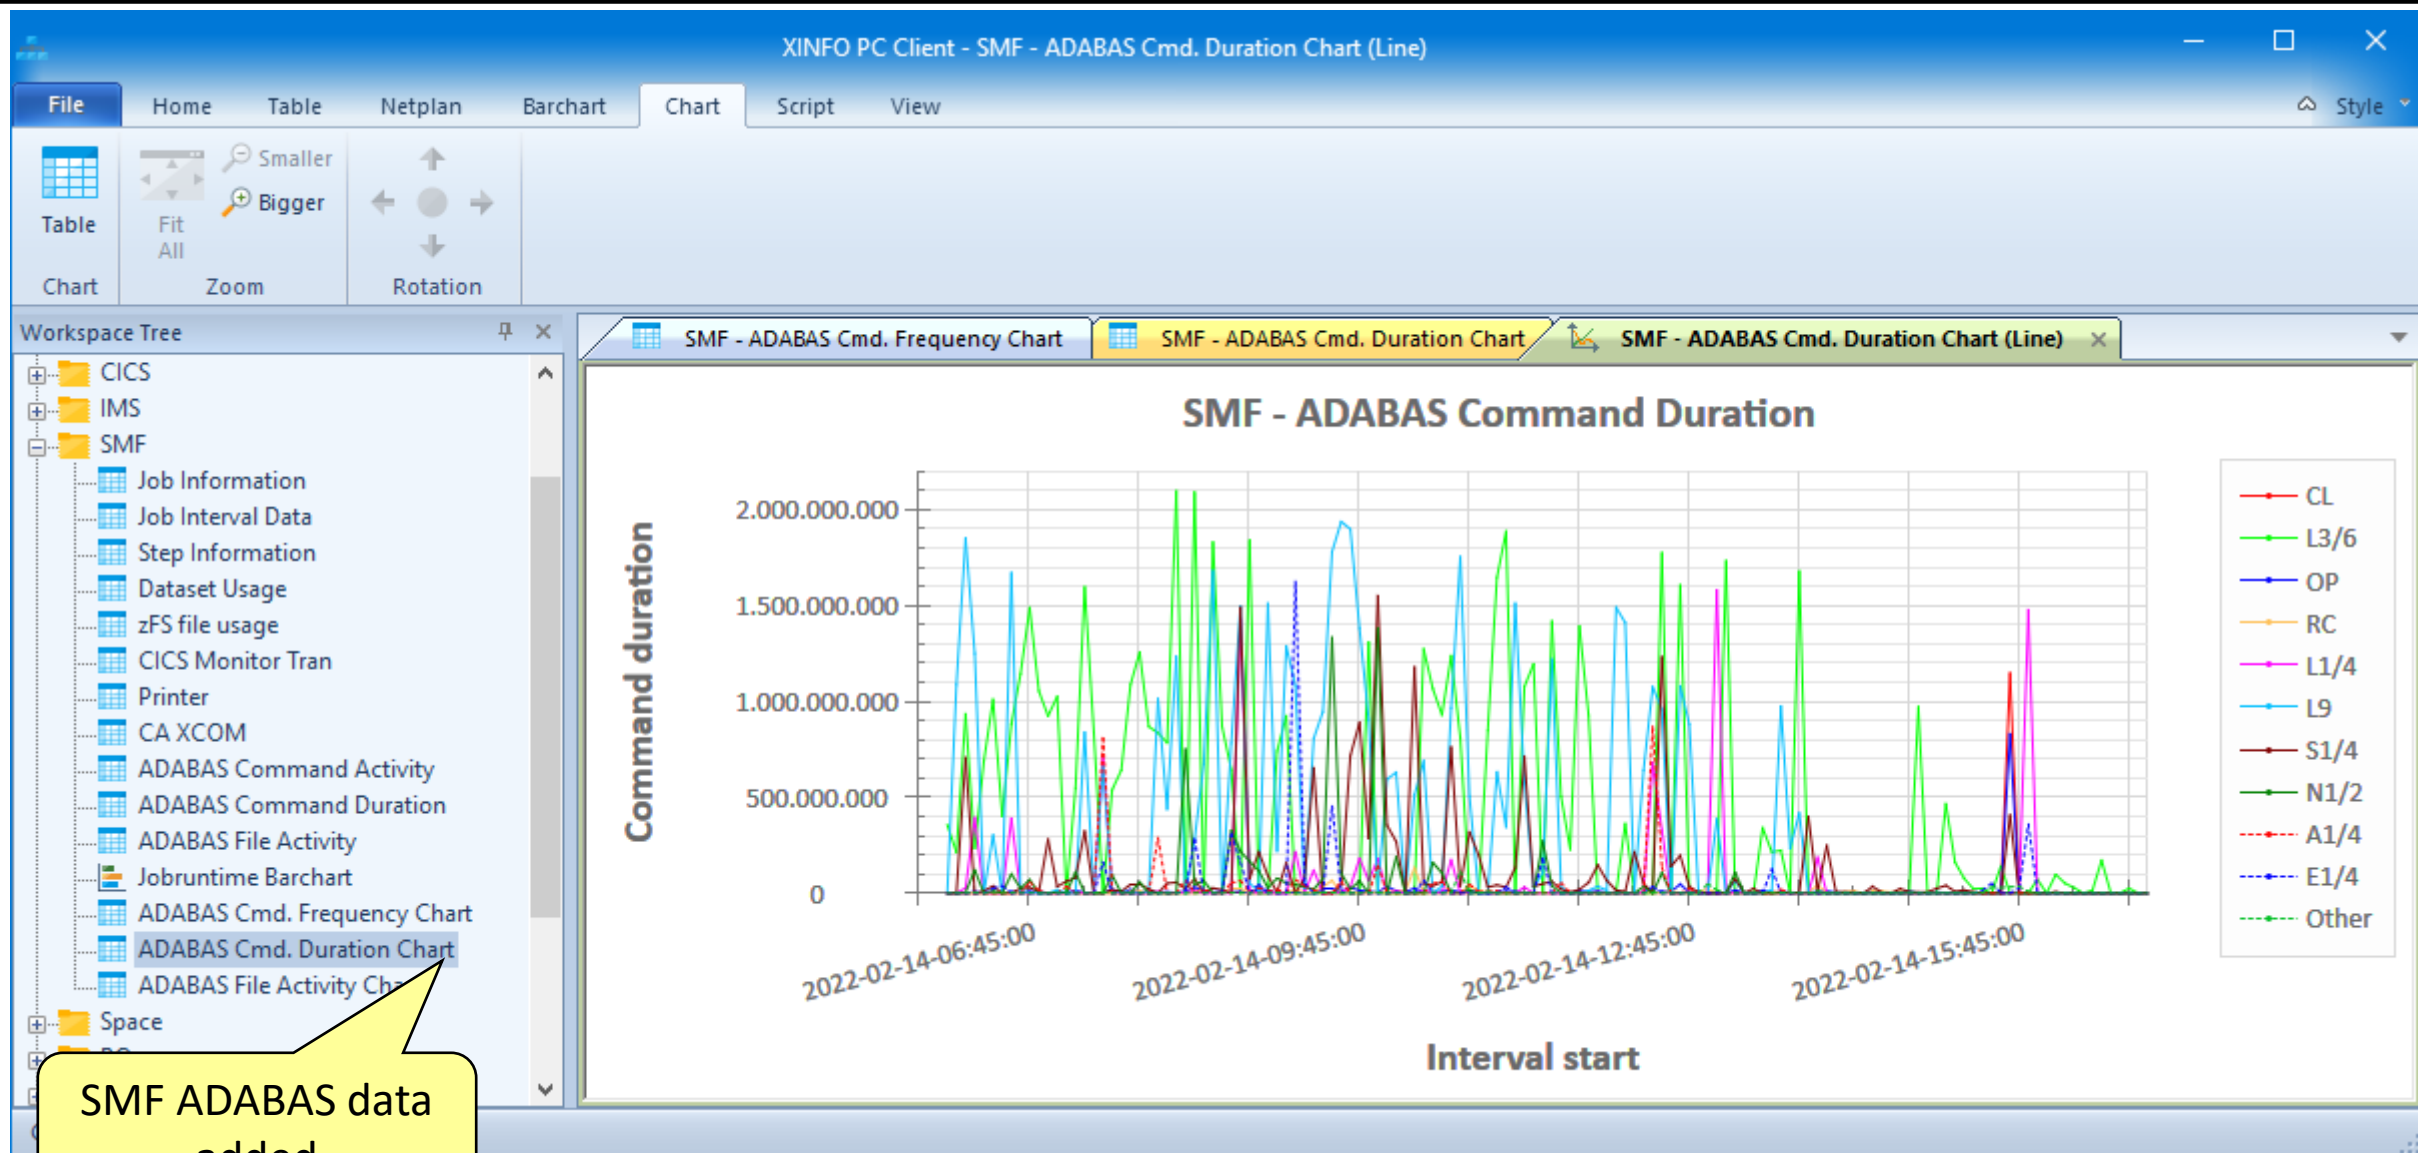 XINFO PC Client - SMF - ADABAS Cmd. Duration Chart (Line)
File Home Table Netplan Barchart Chart Script View Style
Table
Fit All
Smaller
Bigger
Chart Zoom Rotation
Workspace Tree
CICS
IMS
SMF
Job Information
Job Interval Data
Step Information
Dataset Usage
zFS file usage
CICS Monitor Tran
Printer
CA XCOM
ADABAS Command Activity
ADABAS Command Duration
ADABAS File Activity
Jobruntime Barchart
ADABAS Cmd. Frequency Chart
ADABAS Cmd. Duration Chart
ADABAS File Activity
Space
SMF ADABAS data
added
SMF - ADABAS Cmd. Frequency Chart
SMF - ADABAS Cmd. Duration Chart
SMF - ADABAS Cmd. Duration Chart (Line)
SMF - ADABAS Command Duration
Command duration
2.000.000.000
1.500.000.000
1.000.000.000
500.000.000
0
2022-02-14-06:45:00
2022-02-14-09:45:00
2022-02-14-12:45:00
2022-02-14-15:45:00
Interval start
CL
L3/6
OP
RC
L1/4
L9
S1/4
N1/2
A1/4
E1/4
Other